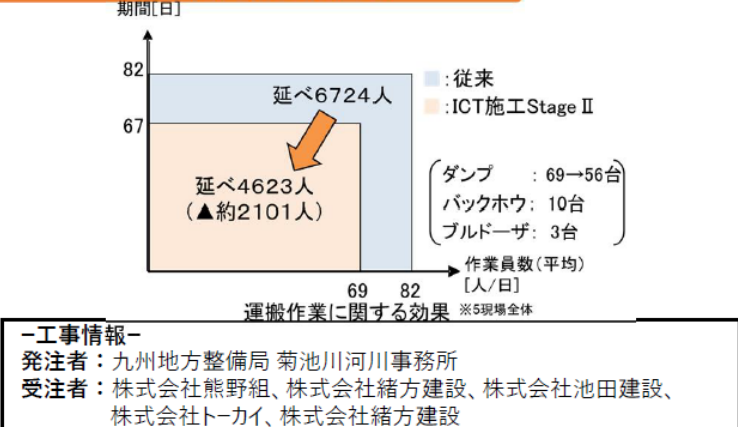 期間[日]
82
67
延べ6724人
延べ4623人
(▲約2101人)
:従来
:ICT施工StageⅡ
ダンプ : 69→56台
バックホウ: 10台
ブルドーザ: 3台
69 82
作業員数(平均)
[人/日]
運搬作業に関する効果 ※5現場全体
−工事情報−
発注者：九州地方整備局 菊池川河川事務所
受注者：株式会社熊野組、株式会社緒方建設、株式会社池田建設、
株式会社トーカイ、株式会社緒方建設